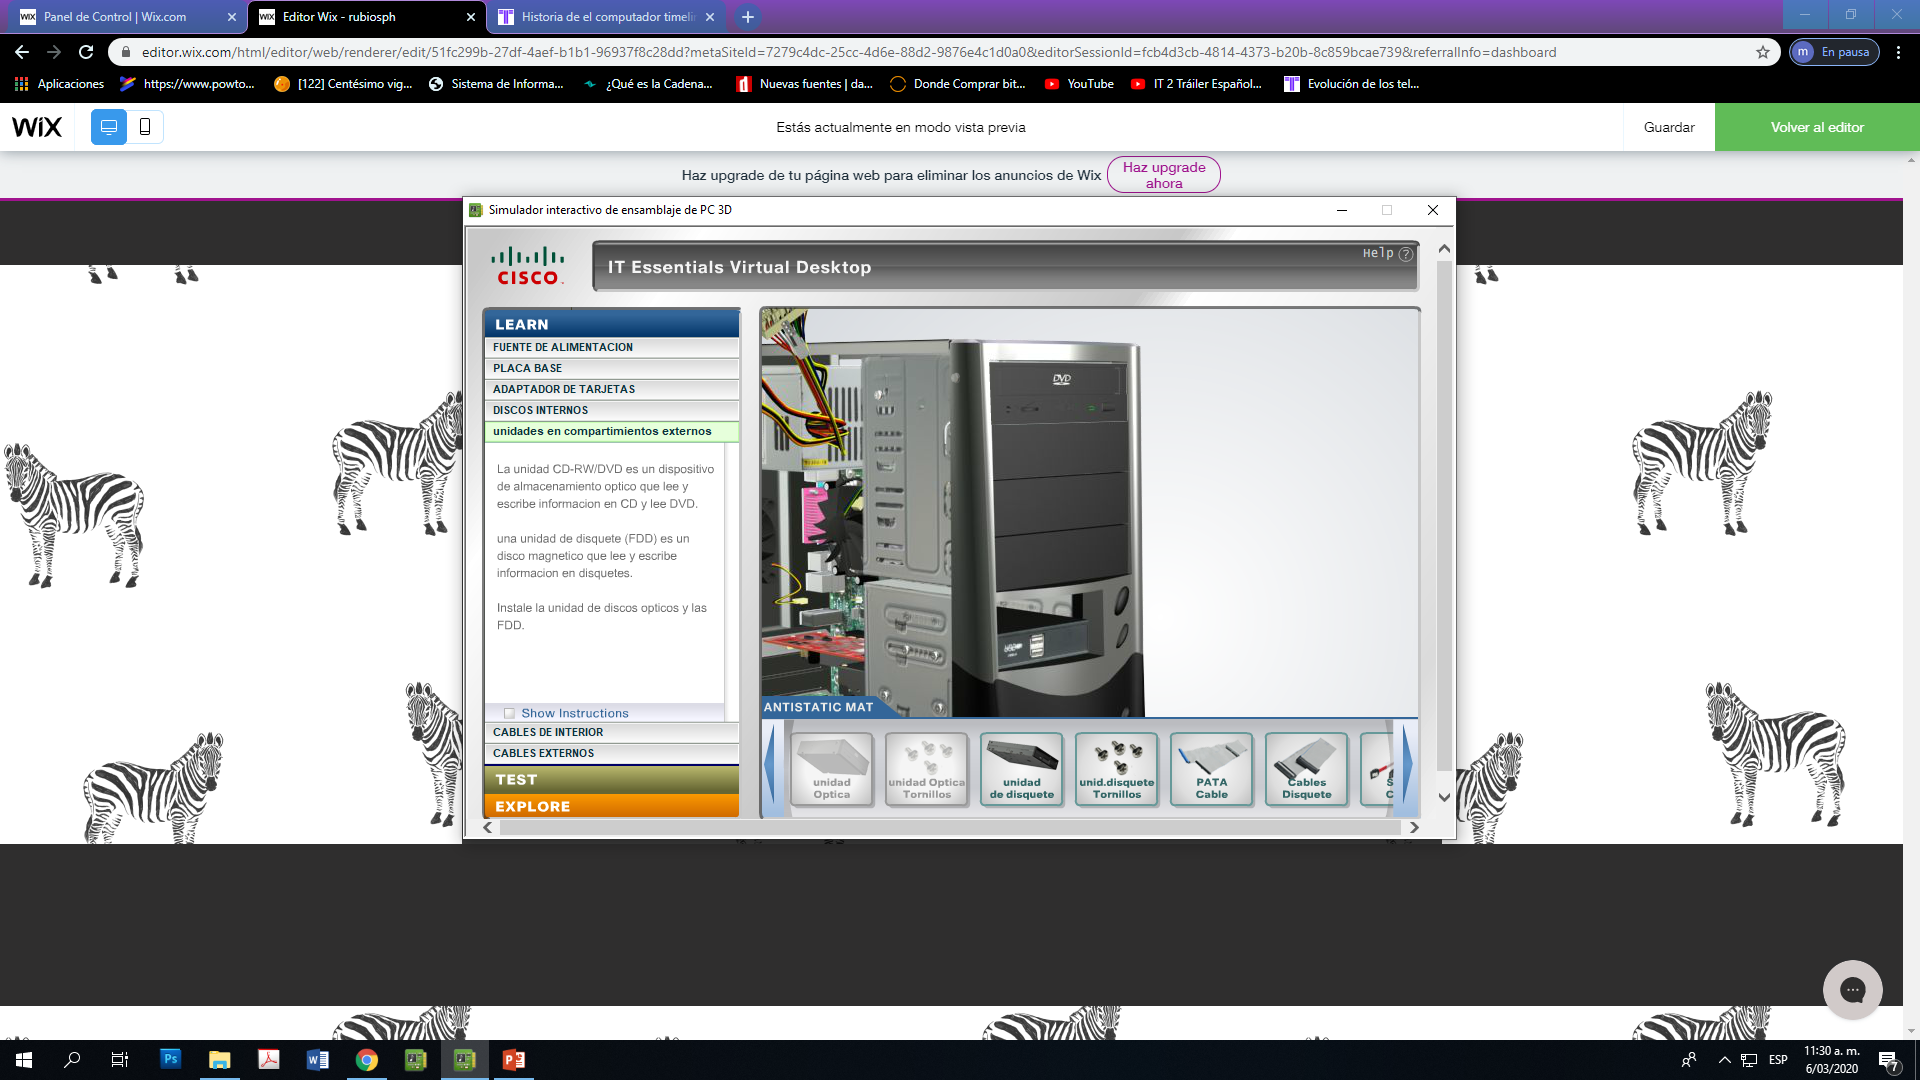 Panel de Control | Wix.com
Editor Wix - rubiosph
Historia de el computador timeli
editor.wix.com/html/editor/web/renderer/edit/51fc299b-27df-4aef-b1b1-96937f8c28dd?metaSiteId=7279c4dc-25cc-4d6e-88d2-9876e4c1d0a0&editorSessionId=fcb4d3cb-4814-4373-b20b-8c859bcae739&referralInfo=dashboard
m En pausa
Aplicaciones
https://www.powto...
[122] Centésimo vig...
Sistema de Informa...
¿Qué es la Cadena...
Nuevas fuentes | da...
Donde Comprar bit...
YouTube
IT 2 Tráiler Español...
Evolución de los tel...
WiX
Estás actualmente en modo vista previa
Guardar
Volver al editor
Haz upgrade de tu página web para eliminar los anuncios de Wix
Haz upgrade
ahora
Simulador interactivo de ensamblaje de PC 3D
CISCO
IT Essentials Virtual Desktop
Help ?
LEARN
FUENTE DE ALIMENTACION
PLACA BASE
ADAPTADOR DE TARJETAS
DISCOS INTERNOS
unidades en compartimientos externos
La unidad CD-RW/DVD es un dispositivo
de almacenamiento optico que lee y
escribe informacion en CD y lee DVD.
una unidad de disquete (FDD) es un
disco magnetico que lee y escribe
informacion en disquetes.
Instale la unidad de discos opticos y las
FDD.
Show Instructions
CABLES DE INTERIOR
CABLES EXTERNOS
TEST
EXPLORE
DVD
ANTISTATIC MAT
unidad
Optica
unidad Optica
Tornillos
unidad
de disquete
unid.disquete
Tornillos
PATA
Cable
Cables
Disquete
S
C
Ps
ESP
11:30 a. m.
6/03/2020
7